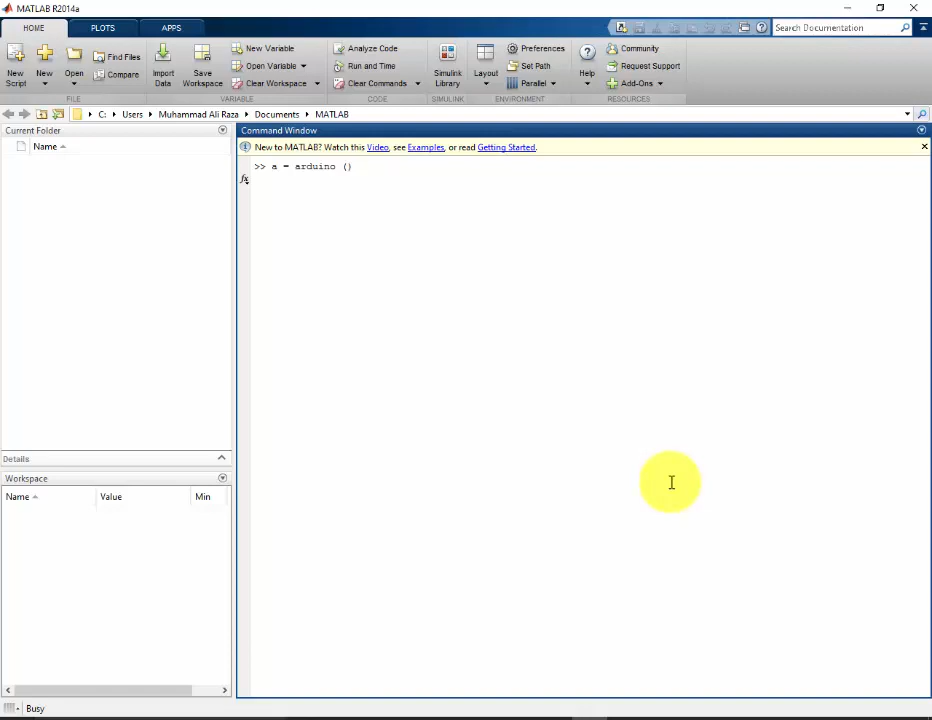 MATLAB R2014a
HOME PLOTS APPS
Search Documentation
New Script
New
Open
Find Files
Compare
Import Data
Save Workspace
New Variable
Open Variable
Clear Workspace
Analyze Code
Run and Time
Clear Commands
Simulink Library
Layout
Preferences
Set Path
Parallel
Help
Community
Request Support
Add-Ons
FILE VARIABLE CODE SIMULINK ENVIRONMENT RESOURCES
C: Users Muhammad Ali Raza Documents MATLAB
Current Folder
Name
Command Window
New to MATLAB? Watch this Video, see Examples, or read Getting Started.
>> a = arduino ()
fx
Details
Workspace
Name Value Min
Busy